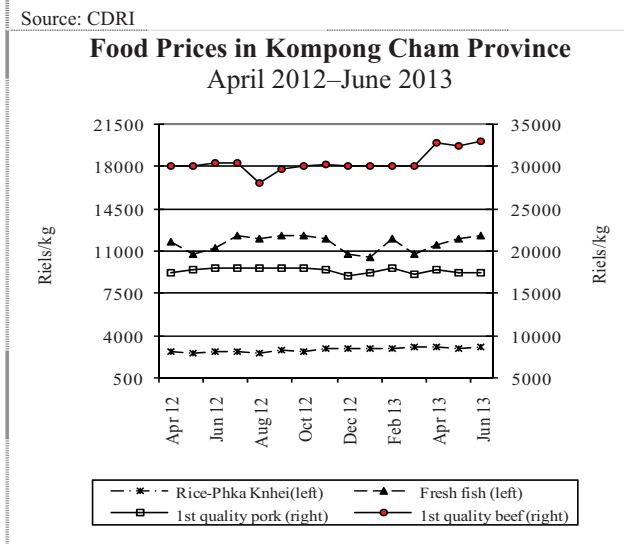 Source: CDRI
Food Prices in Kompong Cham Province
April 2012–June 2013
21500
18000
14500
11000
7500
4000
500
Riels/kg
35000
30000
25000
20000
15000
10000
5000
Riels/kg
Apr 12
Jun 12
Aug 12
Oct 12
Dec 12
Feb 13
Apr 13
Jun 13
Rice-Phka Knhei(left)
Fresh fish (left)
1st quality pork (right)
1st quality beef (right)